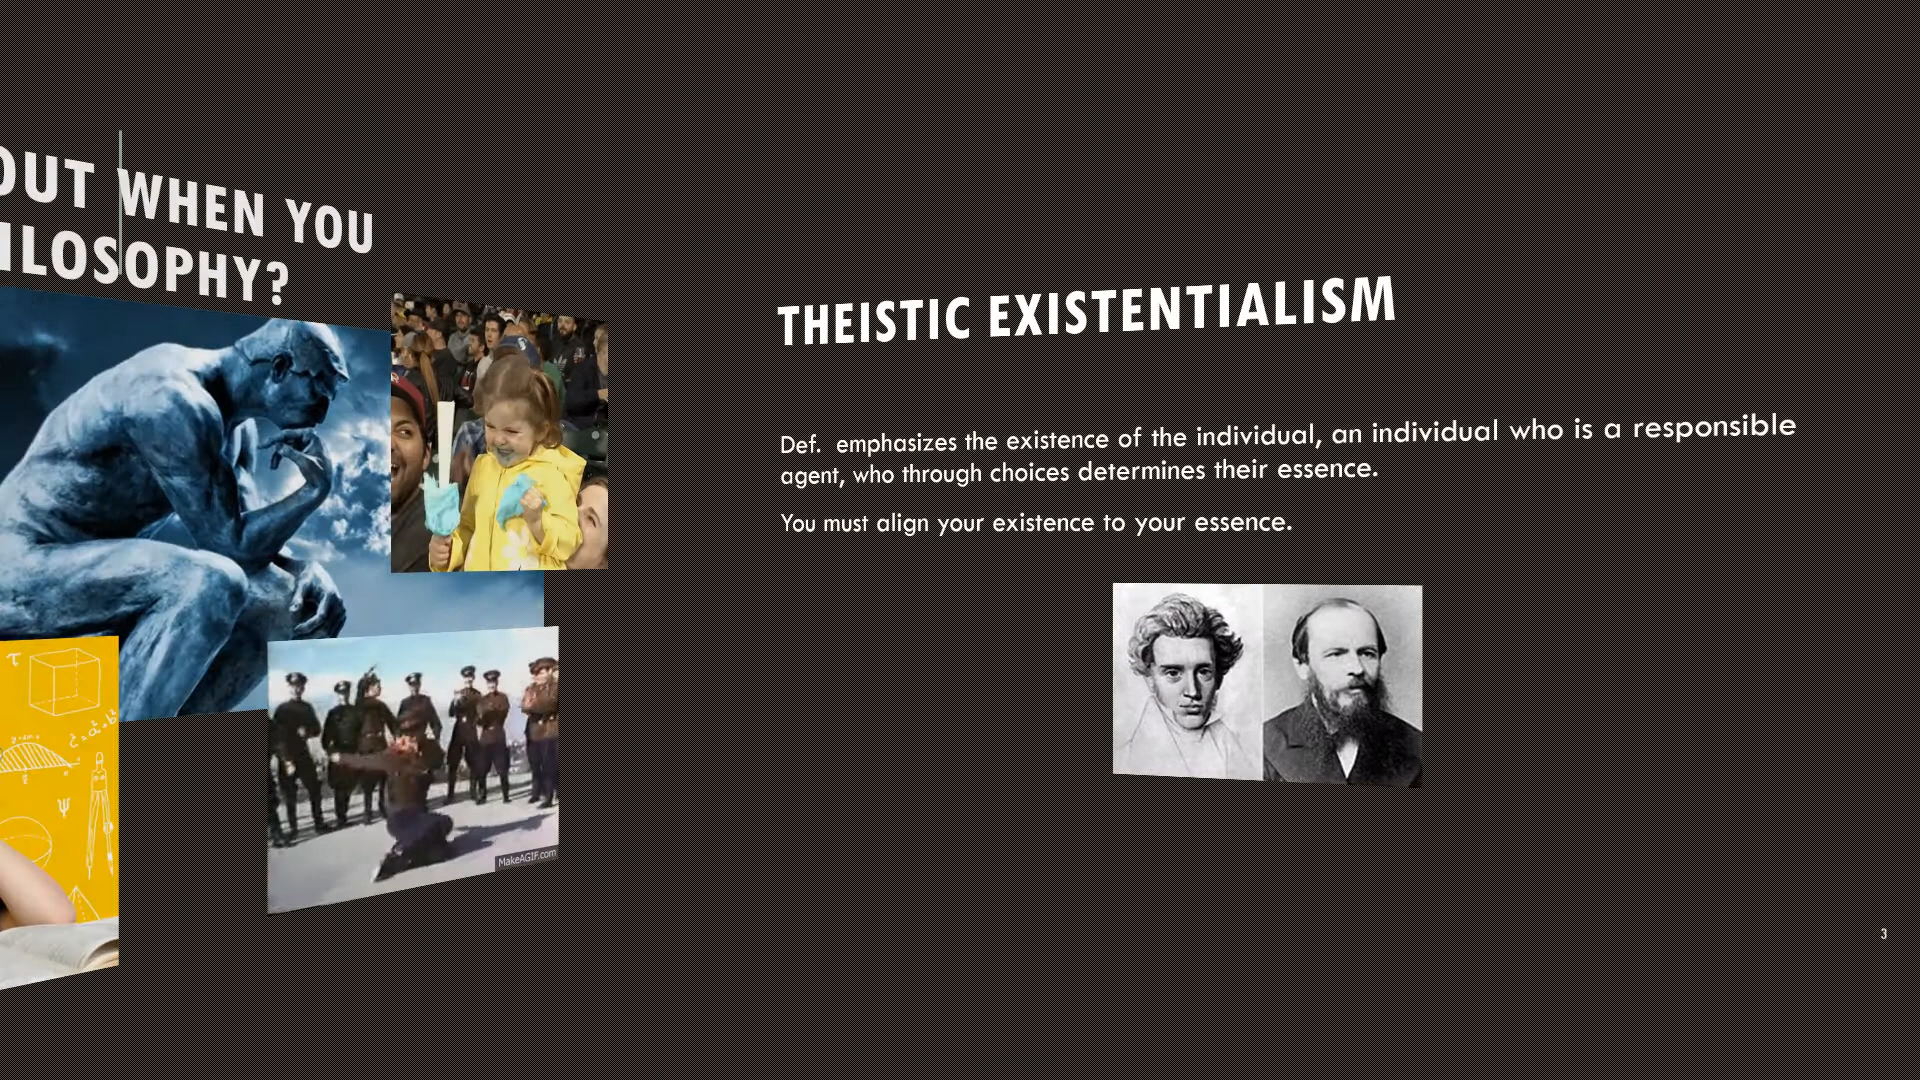 OUT WHEN YOU
ILOSOPHY?
THEISTIC EXISTENTIALISM
Def. emphasizes the existence of the individual, an individual who is a responsible
agent, who through choices determines their essence.
You must align your existence to your essence.
τ
ψ
MakeAGIF.com
3